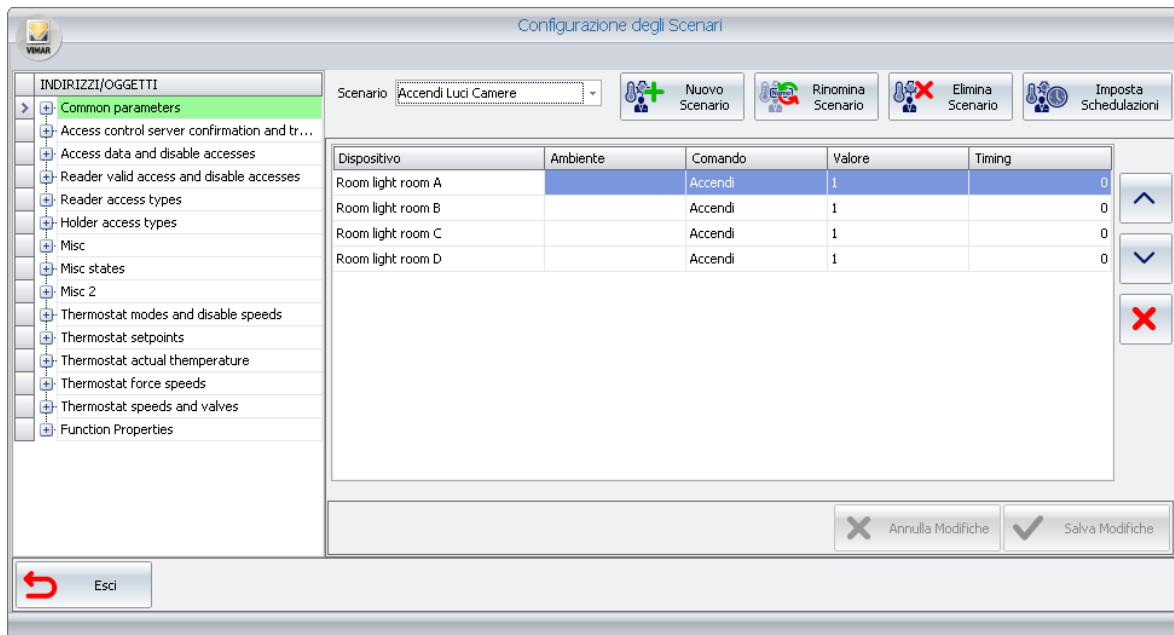 Configurazione degli Scenari
VIMAR
INDIRIZZI/OGGETTI
Common parameters
Access control server confirmation and tr...
Access data and disable accesses
Reader valid access and disable accesses
Reader access types
Holder access types
Misc
Misc states
Misc 2
Thermostat modes and disable speeds
Thermostat setpoints
Thermostat actual themperature
Thermostat force speeds
Thermostat speeds and valves
Function Properties
Scenario Accendi Luci Camere
Nuovo
Scenario
Name
Rinomina
Scenario
Elimina
Scenario
Imposta
Schedulazioni
Dispositivo Ambiente Comando Valore Timing
Room light room A Accendi 1 0
Room light room B Accendi 1 0
Room light room C Accendi 1 0
Room light room D Accendi 1 0
Annulla Modifiche Salva Modifiche
Esci